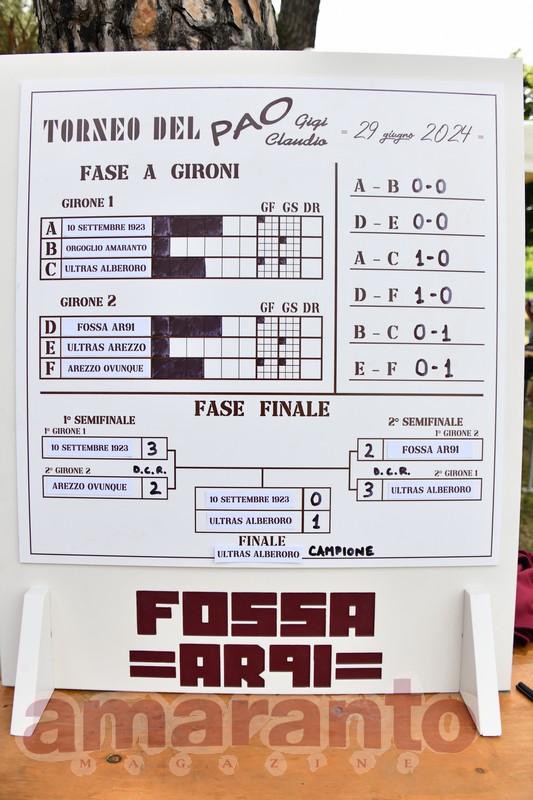 TORNEO DEL PAO Gigi Claudio = 29 giugno 2024 =
FASE A GIRONI
GIRONE 1
GF GS DR
A 10 SETTEMBRE 1923
B ORGOGLIO AMARANTO
C ULTRAS ALBERORO
GIRONE 2
GF GS DR
D FOSSA AR91
E ULTRAS AREZZO
F AREZZO OVUNQUE
A - B 0-0
D - E 0-0
A - C 1-0
D - F 1-0
B - C 0-1
E - F 0-1
FASE FINALE
1° SEMIFINALE
1° GIRONE 1
10 SETTEMBRE 1923 3
2° GIRONE 2 D.C.R.
AREZZO OVUNQUE 2
2° SEMIFINALE
1° GIRONE 2
2 FOSSA AR91
D.C.R. 2° GIRONE 1
3 ULTRAS ALBERORO
10 SETTEMBRE 1923 0
ULTRAS ALBERORO 1
FINALE
ULTRAS ALBERORO CAMPIONE
FOSSA
=AR91=
amaranto
MAGAZINE